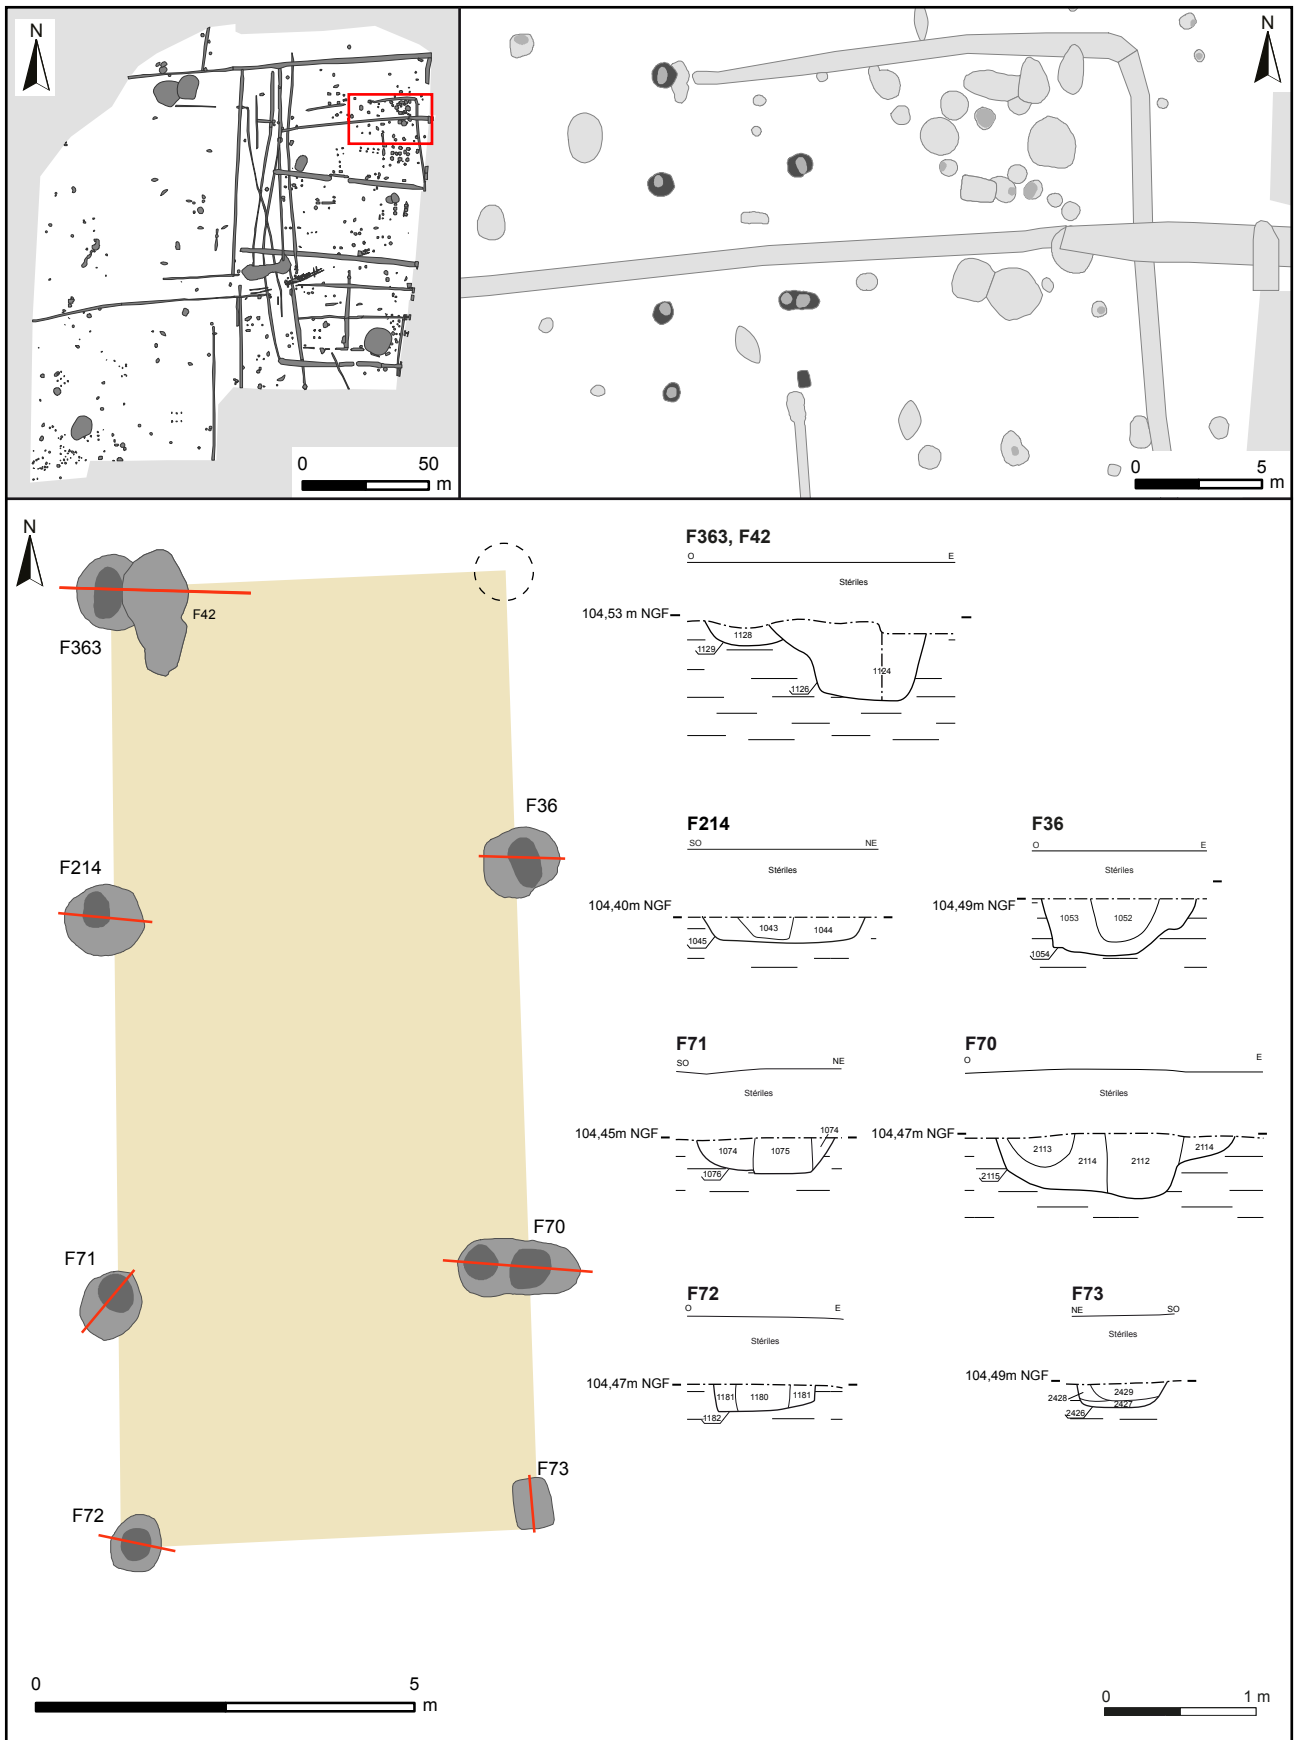 N
0 50
m
N
0 5
m
N
F363
F42
F36
F214
F71
F70
F73
F72
0 5
m
F363, F42
O E
Stériles
104,53 m NGF
1128
1129
1124
1126
F214
SO NE
Stériles
104,40m NGF
1043
1044
1045
F36
O E
Stériles
104,49m NGF
1053
1052
1054
F71
SO NE
Stériles
104,45m NGF
1074
1074
1075
1076
F70
O E
Stériles
104,47m NGF
2113
2114
2112
2114
2115
F72
O E
Stériles
104,47m NGF
1181
1180
1181
1182
F73
NE SO
Stériles
104,49m NGF
2429
2428
2427
2426
0 1 m